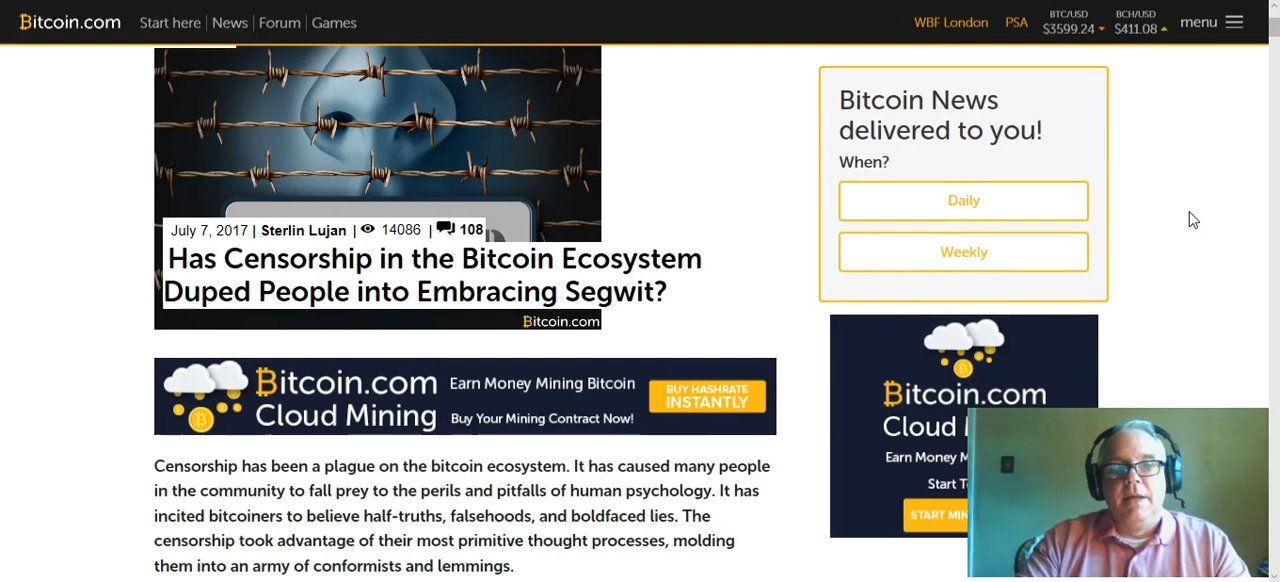 Bitcoin.com Start here | News | Forum | Games WBF London PSA BTC/USD $3599.24 BCH/USD $411.08 menu
July 7, 2017 | Sterlin Lujan | 14086 | 108
Has Censorship in the Bitcoin Ecosystem
Duped People into Embracing Segwit?
Bitcoin.com
Bitcoin.com
Cloud Mining
Earn Money Mining Bitcoin
Buy Your Mining Contract Now!
BUY HASHRATE
INSTANTLY
Censorship has been a plague on the bitcoin ecosystem. It has caused many people
in the community to fall prey to the perils and pitfalls of human psychology. It has
incited bitcoiners to believe half-truths, falsehoods, and boldfaced lies. The
censorship took advantage of their most primitive thought processes, molding
them into an army of conformists and lemmings.
Bitcoin News
delivered to you!
When?
Daily
Weekly
Bitcoin.com
Cloud
Earn Money
Start
START